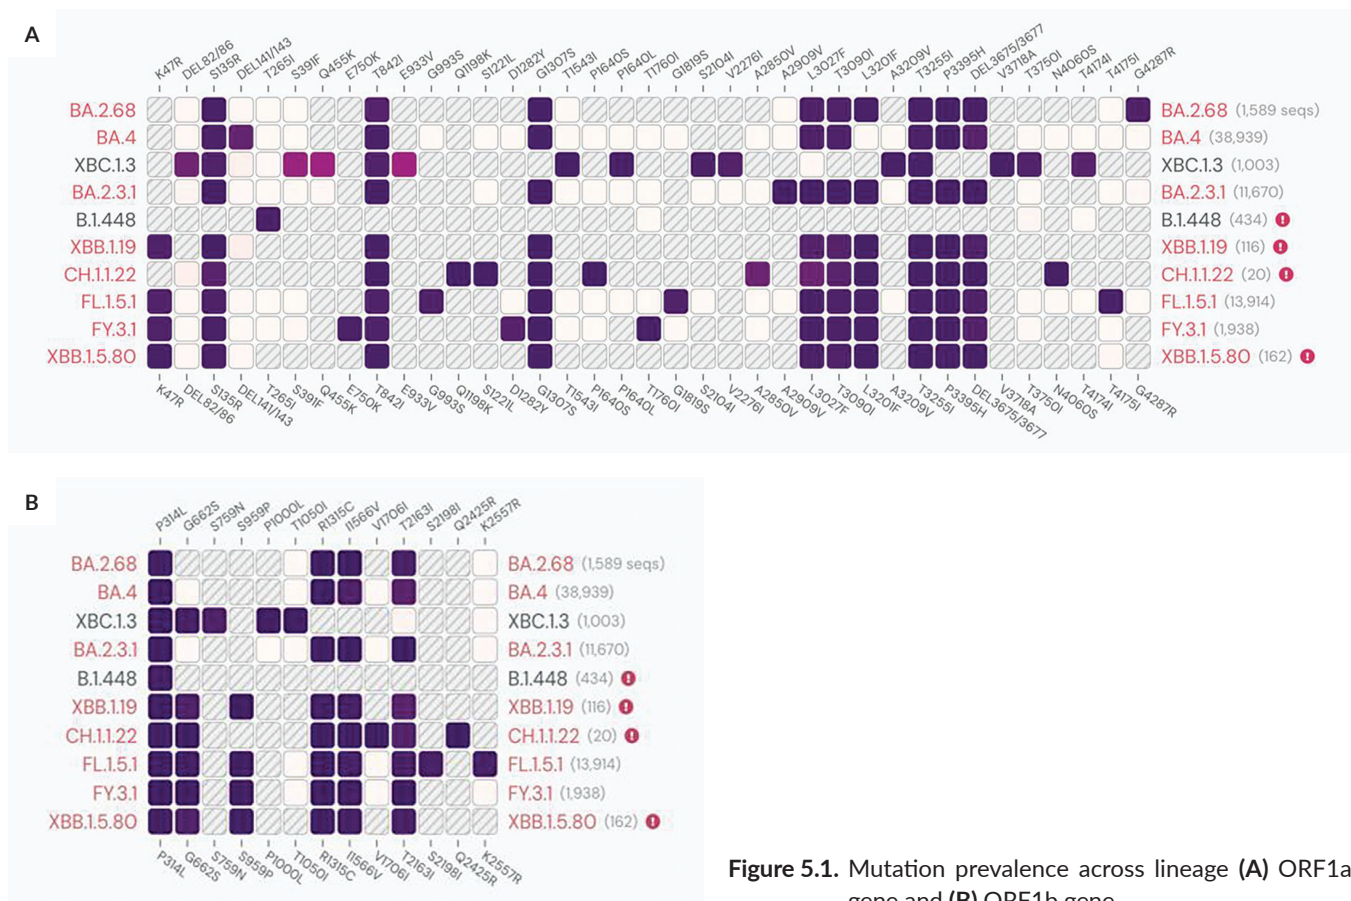 A
K47R DEL82/86 S135R DEL141/143 T265I S391F Q455K E750K T842I E933V G993S Q1198K S1221L D1282Y G1307S T1543I P1640S P1640L T1760I G1819S S2104I V2276I A2850V A2909V L3027F T3090I L3201F A3209V T3255I P3395H DEL3675/3677 V3718A T3750I N4060S T4174I T4175I G4287R
BA.2.68 BA.2.68 (1,589 seqs)
BA.4 BA.4 (38,939)
XBC.1.3 XBC.1.3 (1,003)
BA.2.3.1 BA.2.3.1 (11,670)
B.1.448 B.1.448 (434)
XBB.1.19 XBB.1.19 (116)
CH.1.1.22 CH.1.1.22 (20)
FL.1.5.1 FL.1.5.1 (13,914)
FY.3.1 FY.3.1 (1,938)
XBB.1.5.80 XBB.1.5.80 (162)
K47R DEL82/86 S135R DEL141/143 T265I S391F Q455K E750K T842I E933V G993S Q1198K S1221L D1282Y G1307S T1543I P1640S P1640L T1760I G1819S S2104I V2276I A2850V A2909V L3027F T3090I L3201F A3209V T3255I P3395H DEL3675/3677 V3718A T3750I N4060S T4174I T4175I G4287R
B
P314L G662S S759N S959P P1000L T1050I R1315C I1566V V1706I T2163I S2198I Q2425R K2557R
BA.2.68 BA.2.68 (1,589 seqs)
BA.4 BA.4 (38,939)
XBC.1.3 XBC.1.3 (1,003)
BA.2.3.1 BA.2.3.1 (11,670)
B.1.448 B.1.448 (434)
XBB.1.19 XBB.1.19 (116)
CH.1.1.22 CH.1.1.22 (20)
FL.1.5.1 FL.1.5.1 (13,914)
FY.3.1 FY.3.1 (1,938)
XBB.1.5.80 XBB.1.5.80 (162)
P314L G662S S759N S959P P1000L T1050I R1315C I1566V V1706I T2163I S2198I Q2425R K2557R
Figure 5.1. Mutation prevalence across lineage (A) ORF1a
gene and (B) ORF1b gene